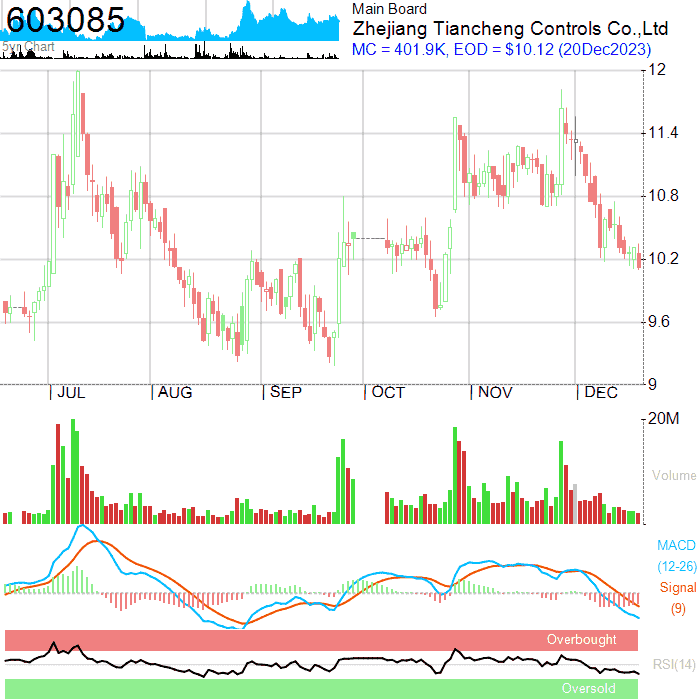 603085
5yr Chart
Main Board
Zhejiang Tiancheng Controls Co.,Ltd
MC = 401.9K, EOD = $10.12 (20Dec2023)
12
11.4
10.8
10.2
9.6
9
JUL
AUG
SEP
OCT
NOV
DEC
20M
Volume
MACD
(12-26)
Signal
(9)
Overbought
RSI(14)
Oversold